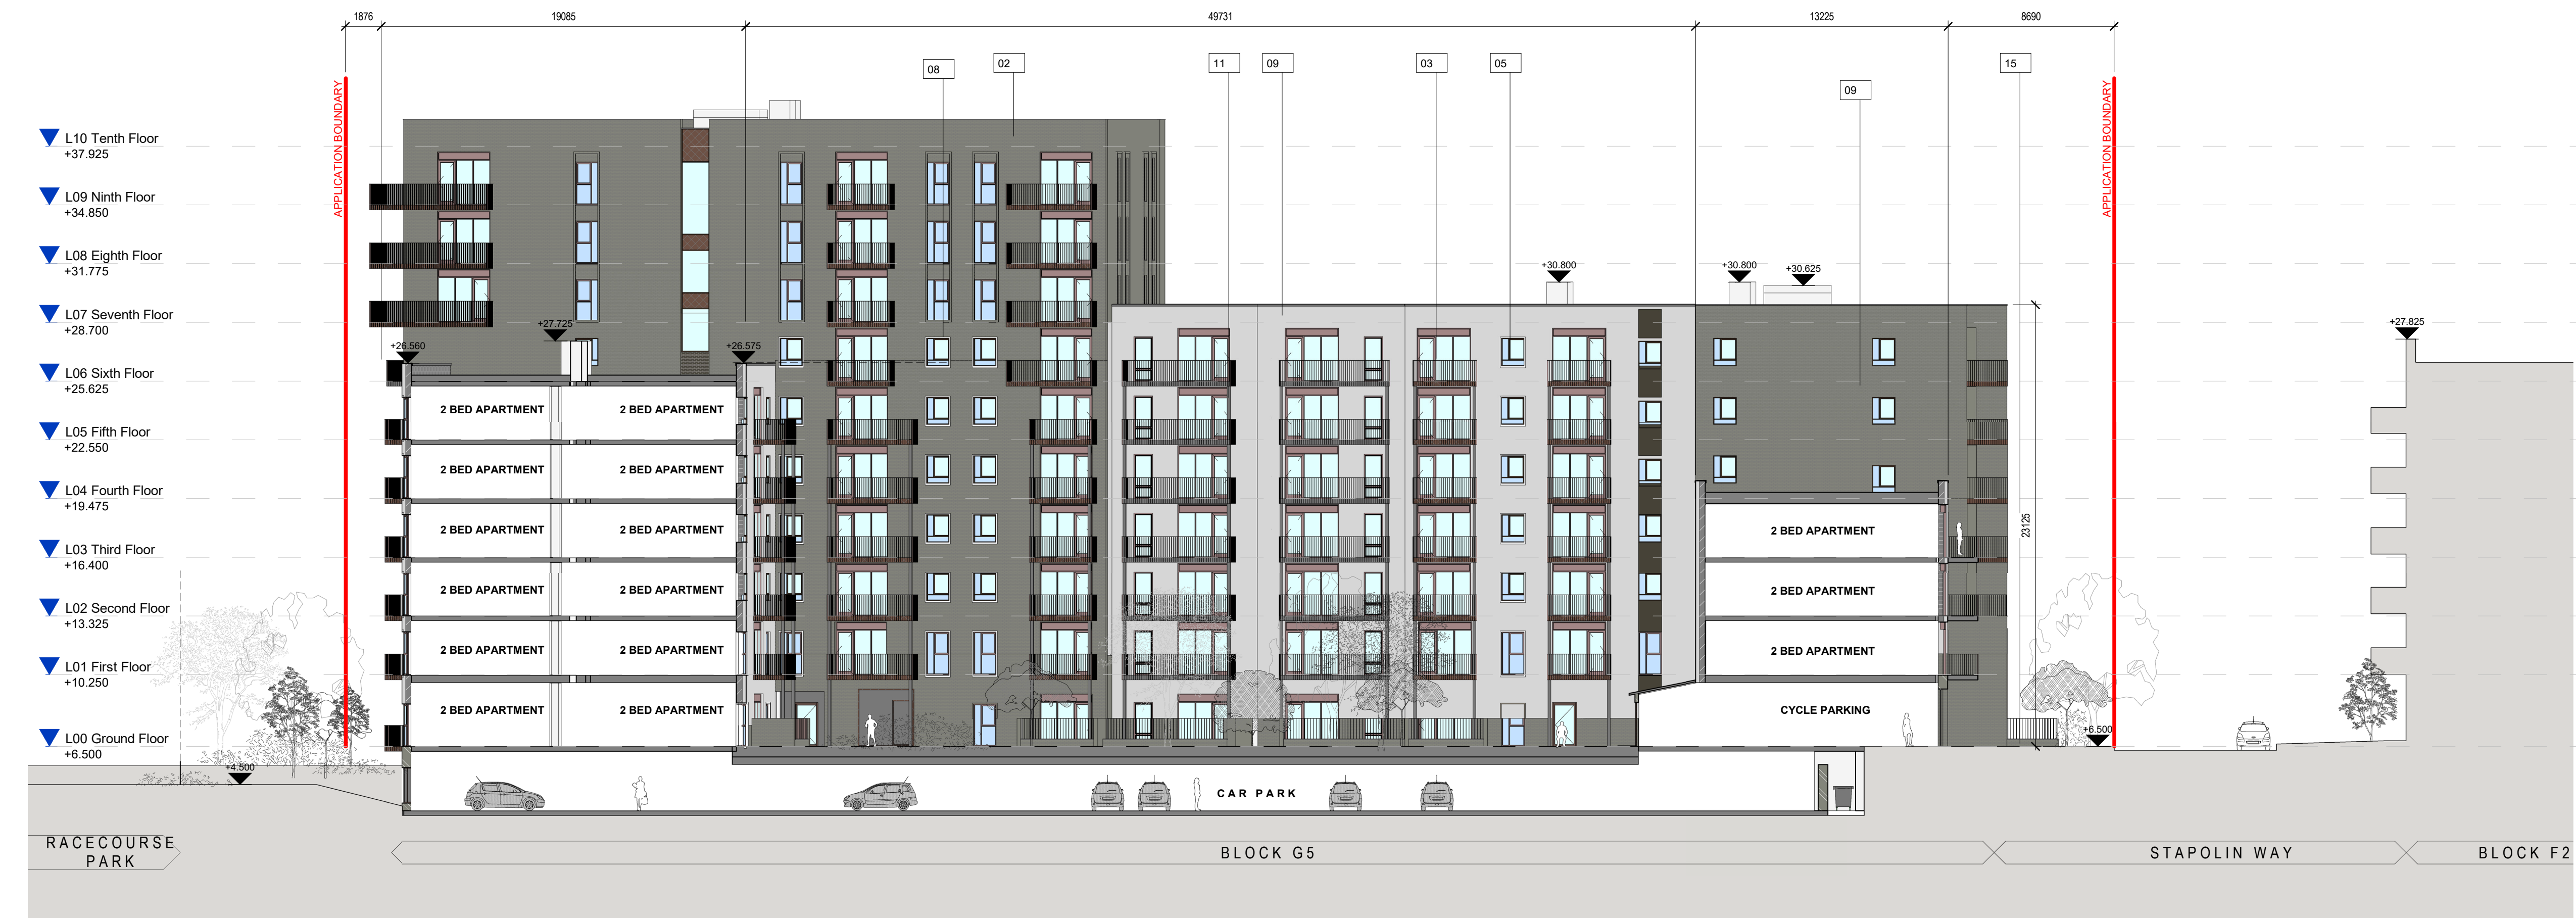 1876
19085
49731
13225
8690
08
02
11
09
03
05
09
15
APPLICATION BOUNDARY
APPLICATION BOUNDARY
L10 Tenth Floor
+37.925
L09 Ninth Floor
+34.850
L08 Eighth Floor
+31.775
L07 Seventh Floor
+28.700
L06 Sixth Floor
+25.625
L05 Fifth Floor
+22.550
L04 Fourth Floor
+19.475
L03 Third Floor
+16.400
L02 Second Floor
+13.325
L01 First Floor
+10.250
L00 Ground Floor
+6.500
+30.800
+30.800
+30.625
+27.725
+26.560
+26.575
+27.825
23125
2 BED APARTMENT 2 BED APARTMENT
2 BED APARTMENT 2 BED APARTMENT
2 BED APARTMENT 2 BED APARTMENT
2 BED APARTMENT 2 BED APARTMENT
2 BED APARTMENT 2 BED APARTMENT
2 BED APARTMENT 2 BED APARTMENT
2 BED APARTMENT
2 BED APARTMENT
2 BED APARTMENT
CYCLE PARKING
+6.500
+4.500
CAR PARK
RACECOURSE
PARK
BLOCK G5
STAPOLIN WAY
BLOCK F2